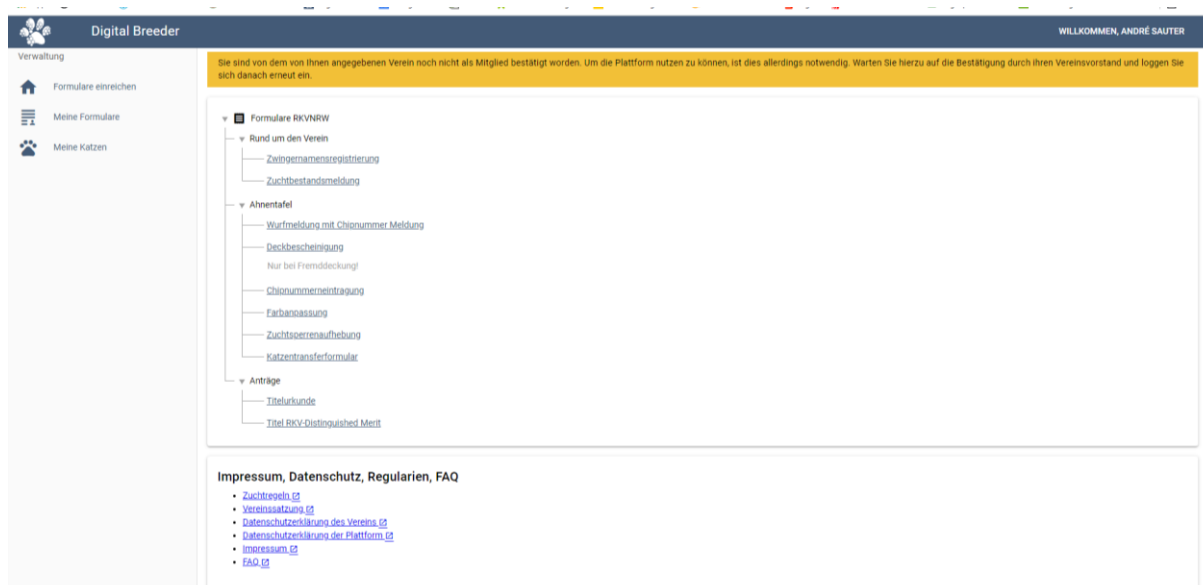 Digital Breeder
WILLKOMMEN, ANDRÉ SAUTER
Verwaltung
Formulare einreichen
Meine Formulare
Meine Katzen
Sie sind von dem von Ihnen angegebenen Verein noch nicht als Mitglied bestätigt worden. Um die Plattform nutzen zu können, ist dies allerdings notwendig. Warten Sie hierzu auf die Bestätigung durch ihren Vereinsvorstand und loggen Sie
sich danach erneut ein.
Formulare RKVNRW
Rund um den Verein
Zwingernamensregistrierung
Zuchtbestandsmeldung
Ahnentafel
Wurfmeldung mit Chipnummer Meldung
Deckbescheinigung
Nur bei Fremddeckung!
Chipnummerneintragung
Farbanpassung
Zuchtsperrenaufhebung
Katzentransferformular
Anträge
Titelurkunde
Titel RKV-Distinguished Merit
Impressum, Datenschutz, Regularien, FAQ
Zuchtregeln
Vereinssatzung
Datenschutzerklärung des Vereins
Datenschutzerklärung der Plattform
Impressum
FAQ